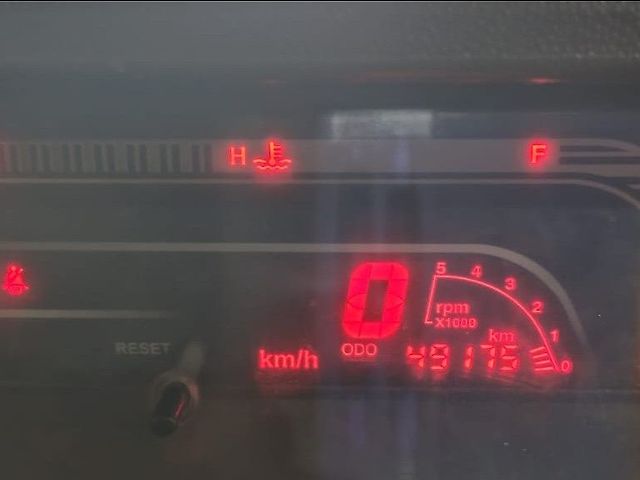 H
F
0
5 4 3 2 1 0
rpm
X1000
km
RESET
km/h
ODO
49175